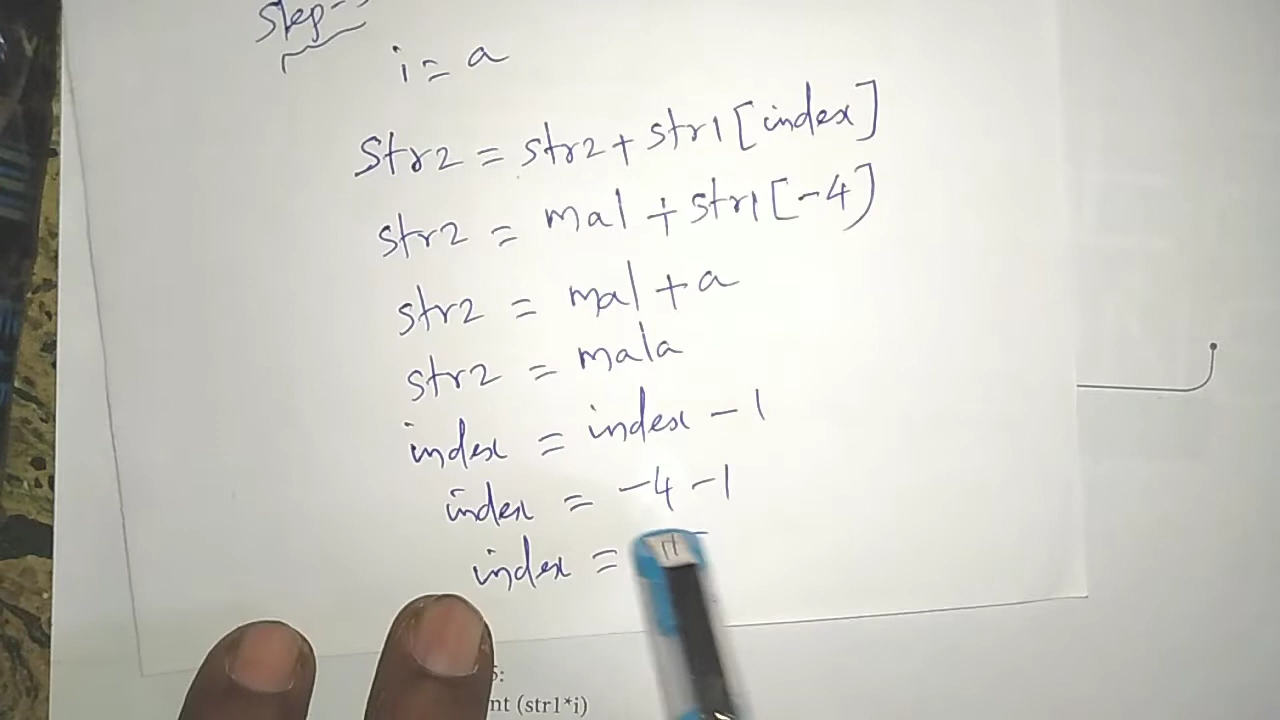 Step-
i = a
Str2 = str2 + str1[index]
str2 = mal + str1[-4]
str2 = mal + a
str2 = mala
index = index - 1
index = -4 -1
index =
5:
nt (str1*i)